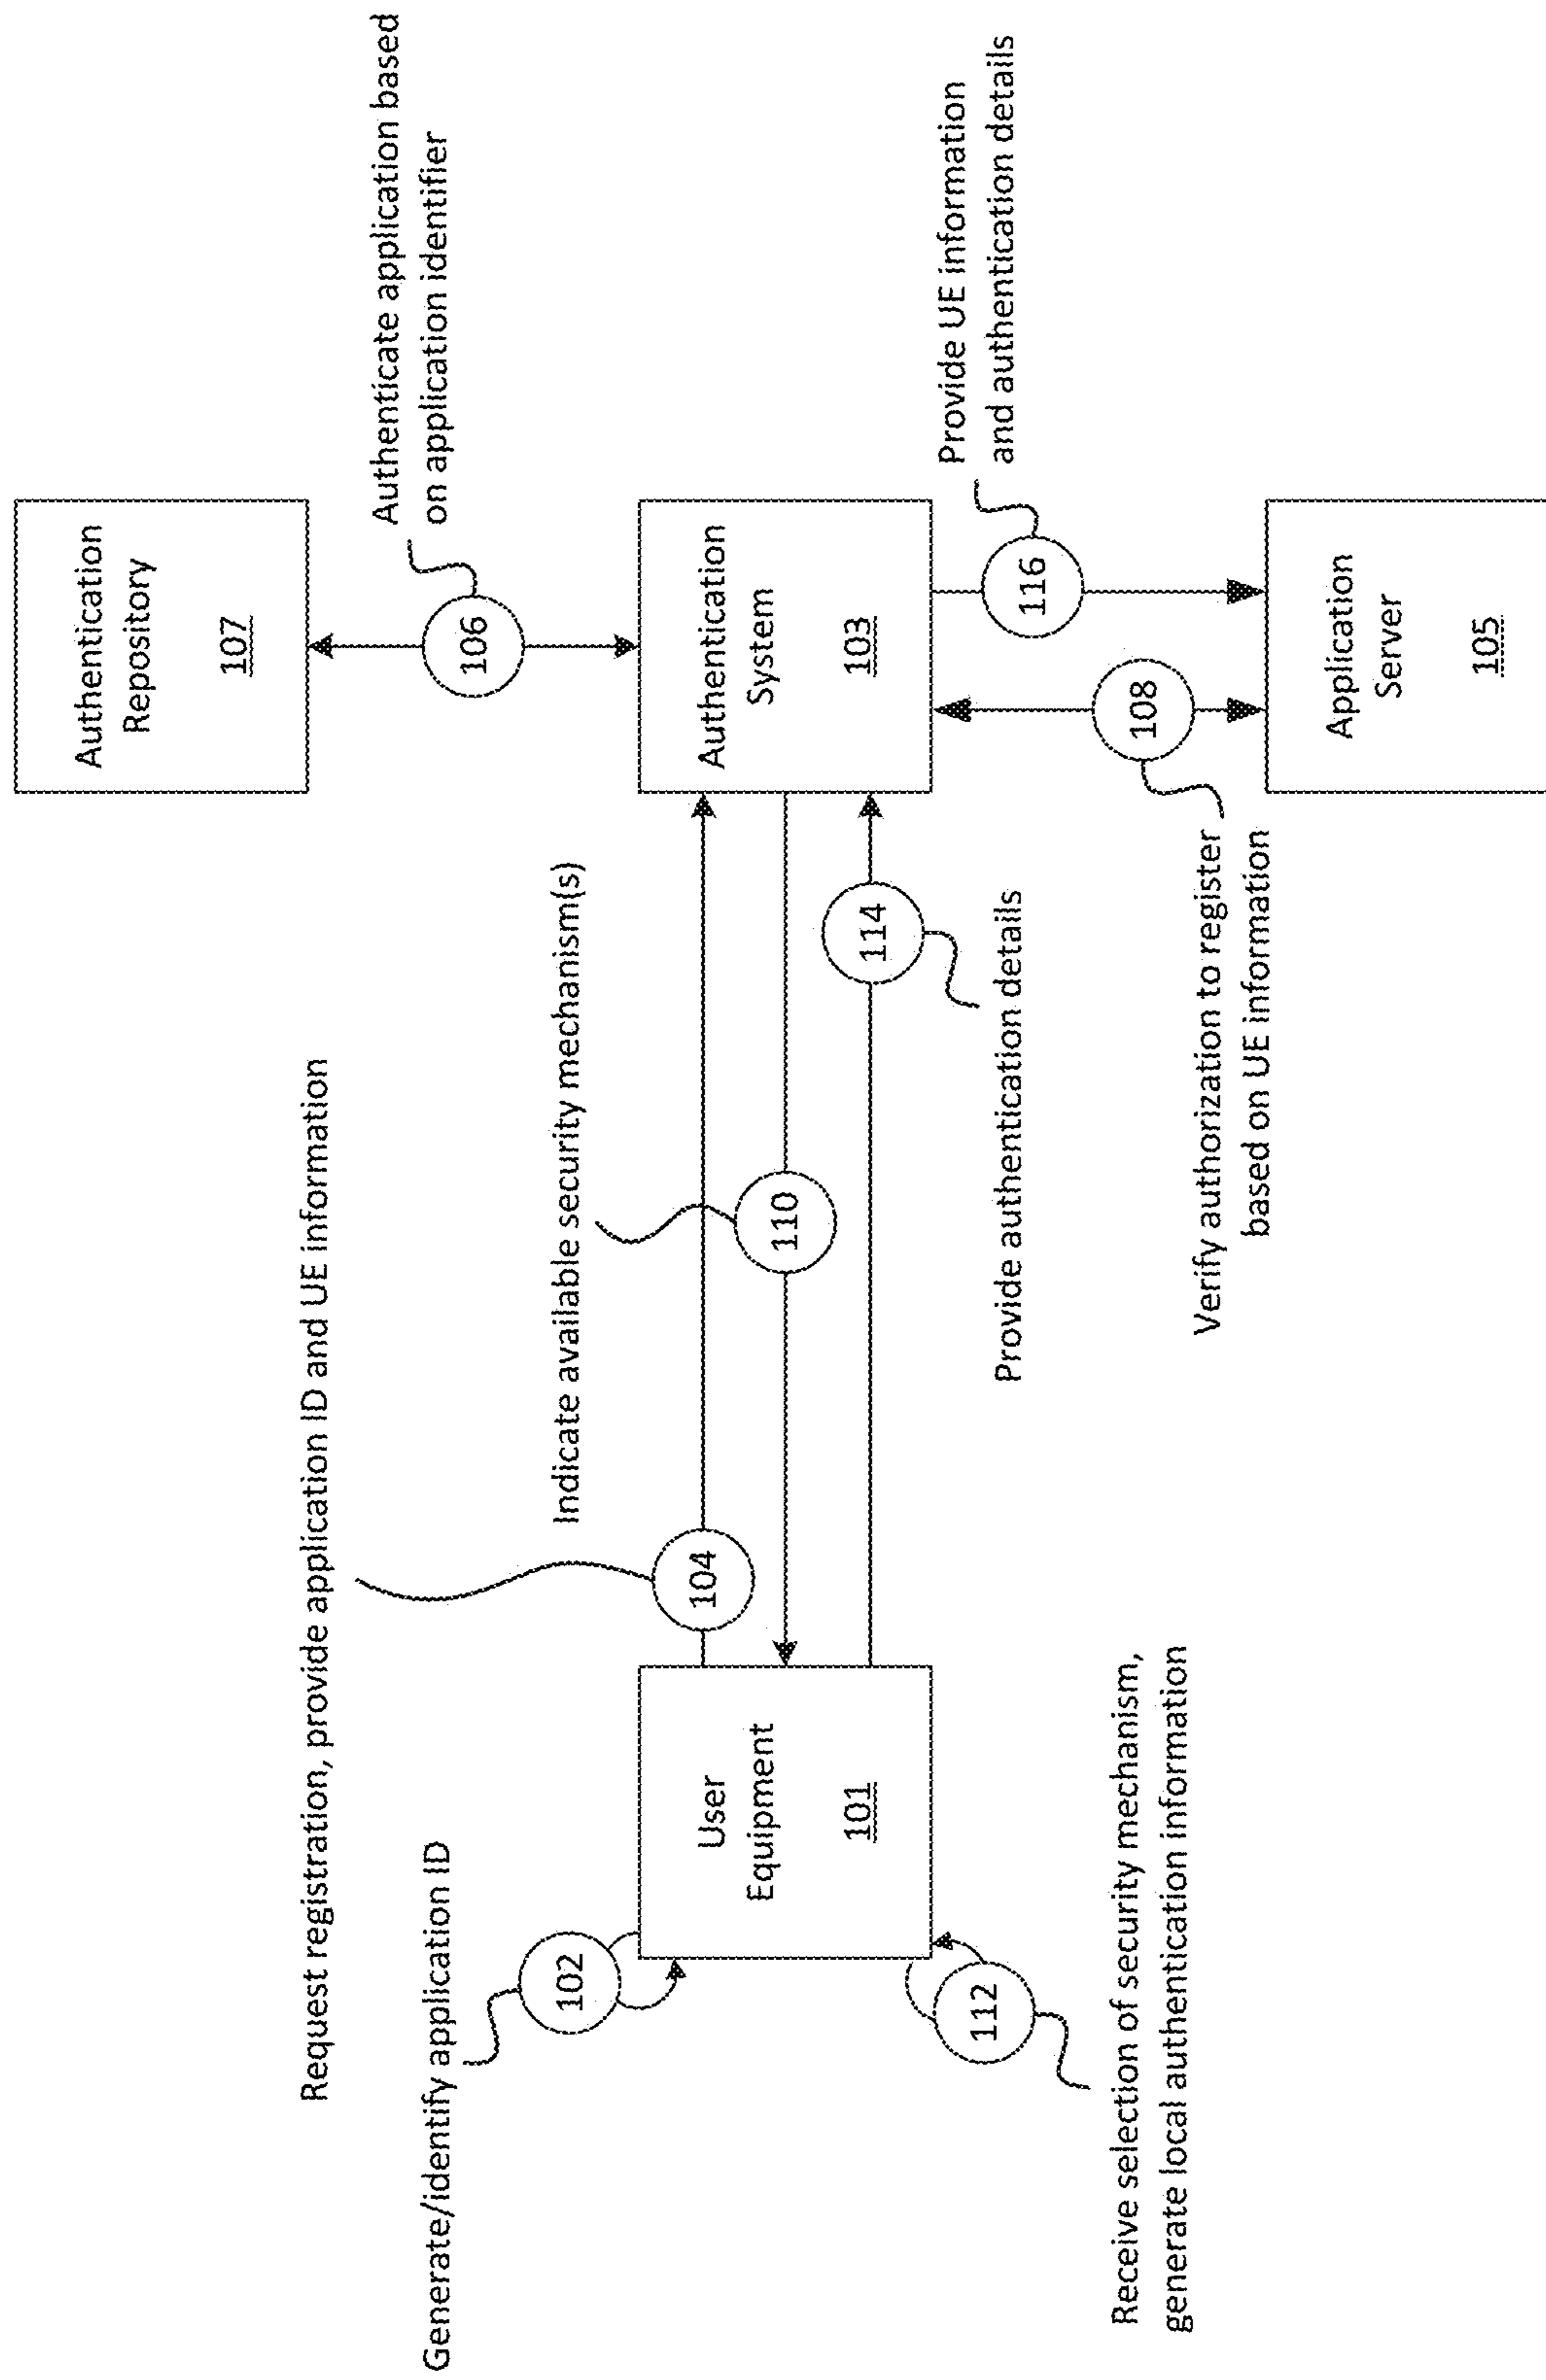 Generate/identify application ID
102
Request registration, provide application ID and UE information
104
User
Equipment
101
112
Receive selection of security mechanism,
generate local authentication information
Indicate available security mechanism(s)
110
114
Provide authentication details
Authentication
Repository
107
106
Authenticate application based
on application identifier
Authentication
System
103
108
Verify authorization to register
based on UE information
116
Provide UE information
and authentication details
Application
Server
105